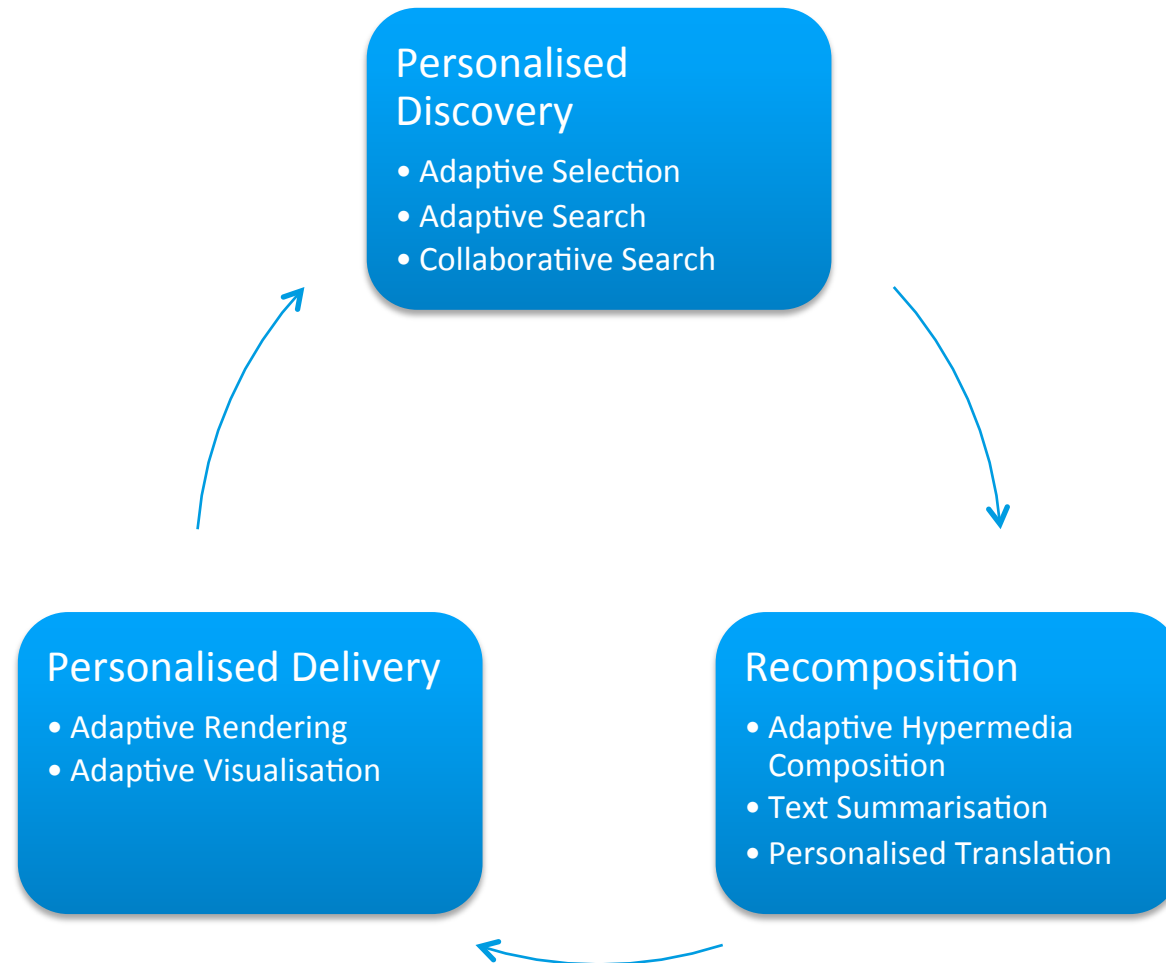 Personalised
Discovery
• Adaptive Selection
• Adaptive Search
• Collaboratiive Search
Personalised Delivery
• Adaptive Rendering
• Adaptive Visualisation
Recomposition
• Adaptive Hypermedia
Composition
• Text Summarisation
• Personalised Translation